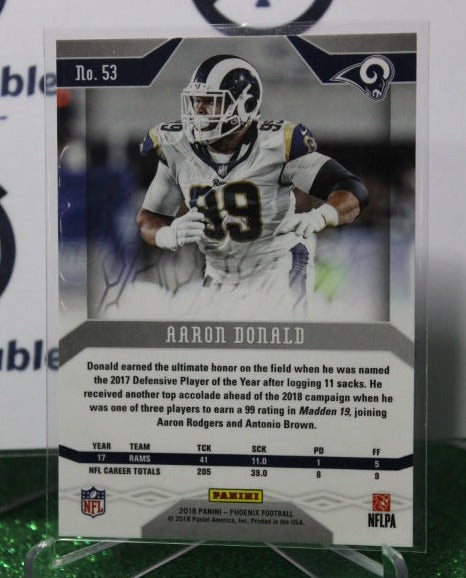 No. 53
99
99
AARON DONALD
Donald earned the ultimate honor on the field when he was named
the 2017 Defensive Player of the Year after logging 11 sacks. He
received another top accolade ahead of the 2018 campaign when he
was one of three players to earn a 99 rating in Madden 19, joining
Aaron Rodgers and Antonio Brown.
YEAR TEAM TCK SCK PD FF
17 RAMS 41 11.0 1 5
NFL CAREER TOTALS 205 39.0 8 9
NFL
PANINI
NFLPA
2018 PANINI – PHOENIX FOOTBALL
© 2018 Panini America, Inc. Printed in the USA.